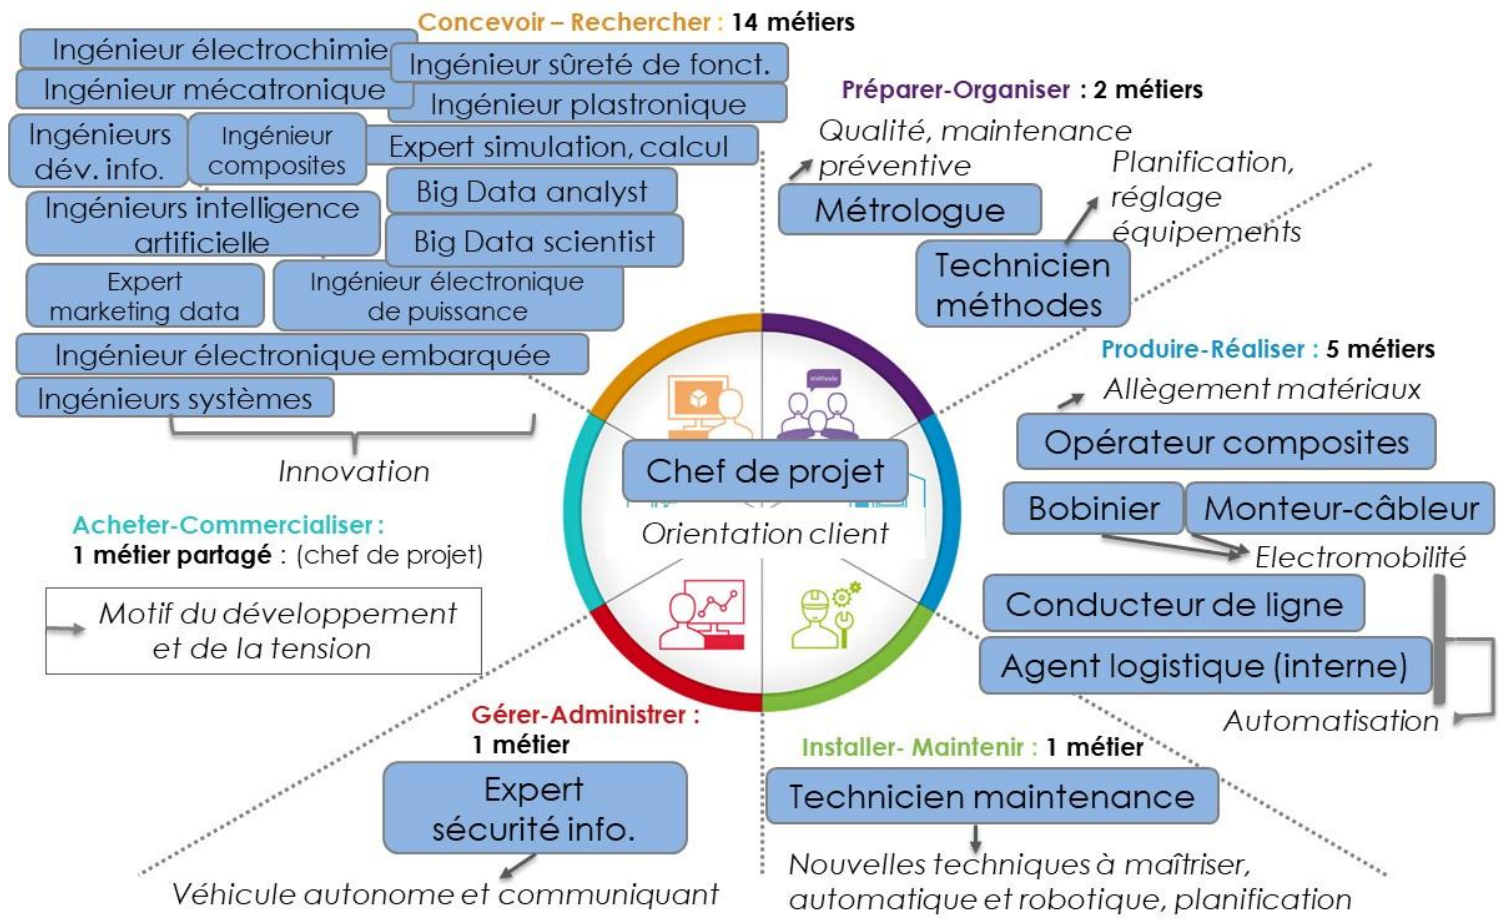 Concevoir – Rechercher : 14 métiers
Ingénieur électrochimie
Ingénieur sûreté de fonct.
Ingénieur mécatronique
Ingénieur plastronique
Ingénieurs
dév. info.
Ingénieur
composites
Expert simulation, calcul
Big Data analyst
Ingénieurs intelligence
artificielle
Big Data scientist
Expert
marketing data
Ingénieur électronique
de puissance
Ingénieur électronique embarquée
Ingénieurs systèmes
Innovation
Préparer-Organiser : 2 métiers
Qualité, maintenance
préventive
Métrologue
Planification,
réglage
équipements
Technicien
méthodes
Produire-Réaliser : 5 métiers
Allègement matériaux
Opérateur composites
Bobinier
Monteur-câbleur
Electromobilité
Conducteur de ligne
Agent logistique (interne)
Automatisation
méthode
Chef de projet
Orientation client
Acheter-Commercialiser :
1 métier partagé : (chef de projet)
Motif du développement
et de la tension
Gérer-Administrer :
1 métier
Expert
sécurité info.
Véhicule autonome et communiquant
Installer- Maintenir : 1 métier
Technicien maintenance
Nouvelles techniques à maîtriser,
automatique et robotique, planification